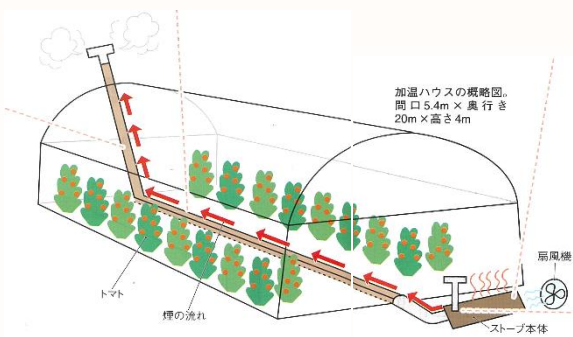 加温ハウスの概略図。
間口5.4m×奥行き
20m×高さ4m
扇風機
トマト
煙の流れ
ストーブ本体